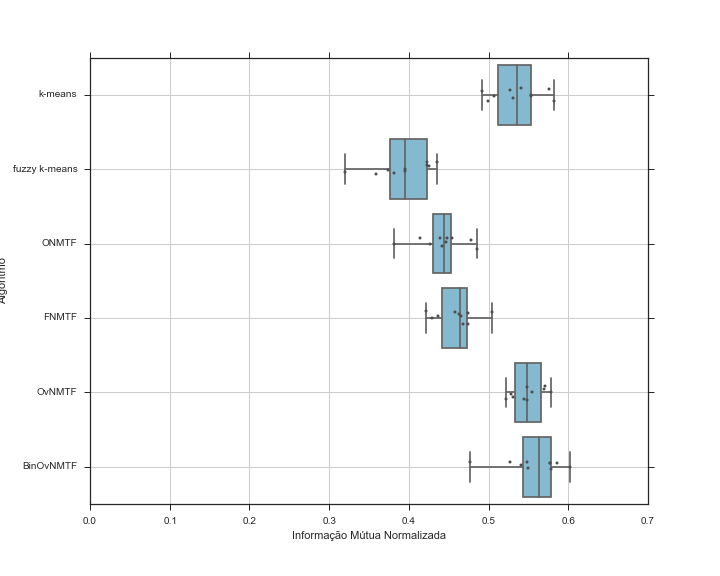 k-means
fuzzy k-means
ONMTF
FNMTF
OvNMTF
BinOvNMTF
Algoritmo
0.0 0.1 0.2 0.3 0.4 0.5 0.6 0.7
Informação Mútua Normalizada